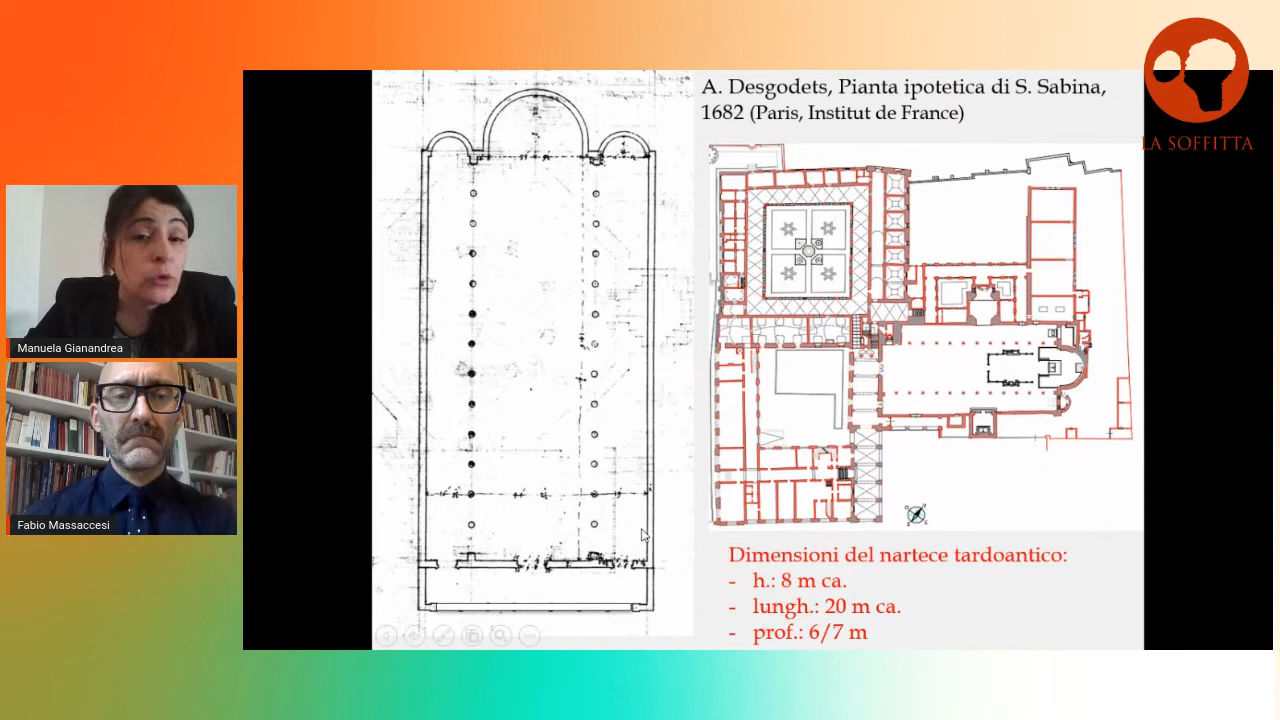 A. Desgodets, Pianta ipotetica di S. Sabina,
1682 (Paris, Institut de France)
LA SOFFITTA
Manuela Gianandrea
Fabio Massaccesi
Dimensioni del nartece tardoantico:
- h.: 8 m ca.
- lungh.: 20 m ca.
- prof.: 6/7 m